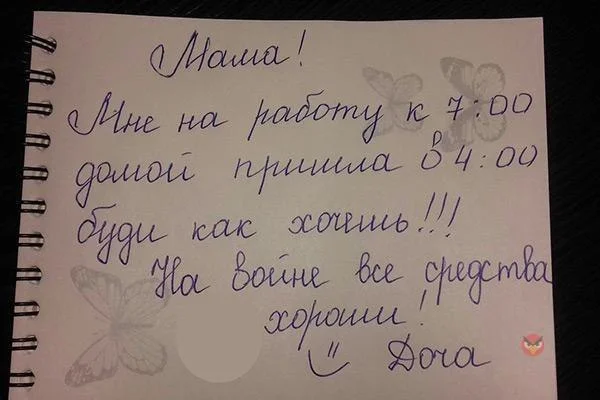 Мама!
Мне на работу к 7:00
домой пришла в 4:00
буди как хочешь!!!
На войне все средства
хороши!
Доча